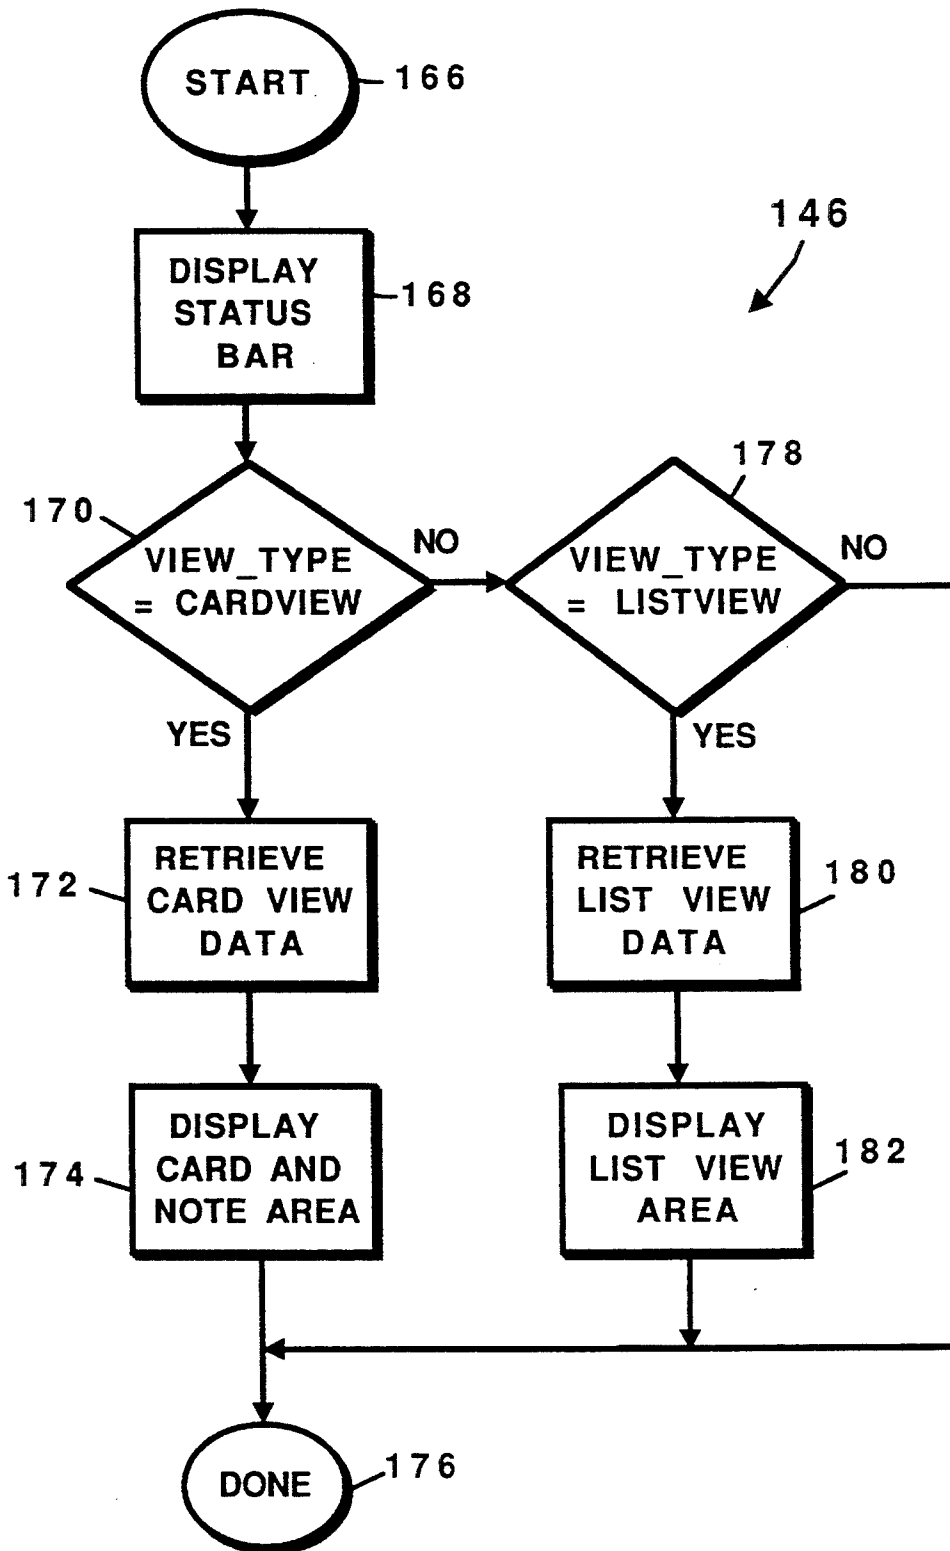 START
166
146
DISPLAY
STATUS
BAR
168
170
VIEW_TYPE
= CARDVIEW
NO
178
VIEW_TYPE
= LISTVIEW
NO
YES
YES
172
RETRIEVE
CARD VIEW
DATA
RETRIEVE
LIST VIEW
DATA
180
174
DISPLAY
CARD AND
NOTE AREA
DISPLAY
LIST VIEW
AREA
182
DONE
176